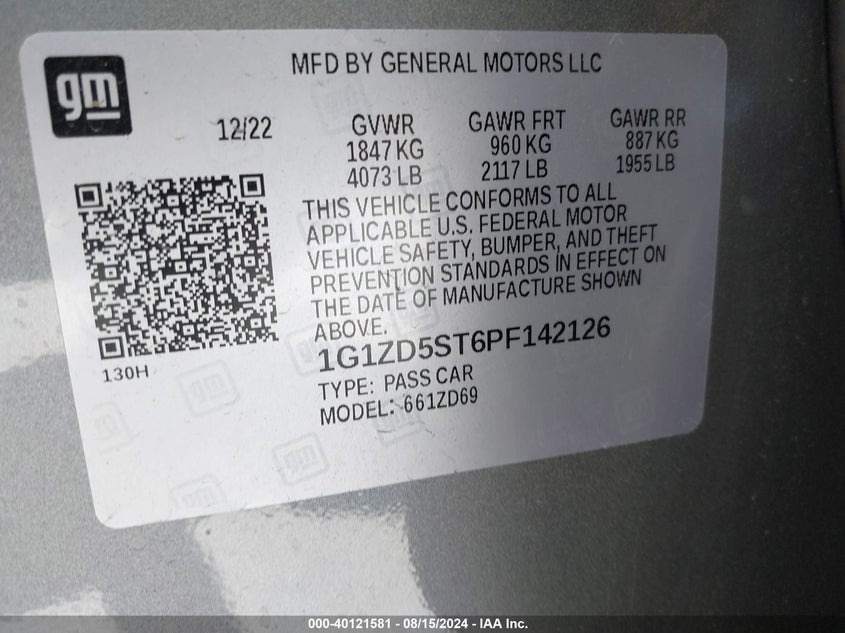 gm
MFD BY GENERAL MOTORS LLC
12/22
GVWR
1847 KG
4073 LB
GAWR FRT
960 KG
2117 LB
GAWR RR
887 KG
1955 LB
THIS VEHICLE CONFORMS TO ALL
APPLICABLE U.S. FEDERAL MOTOR
VEHICLE SAFETY, BUMPER, AND THEFT
PREVENTION STANDARDS IN EFFECT ON
THE DATE OF MANUFACTURE SHOWN
ABOVE.
1G1ZD5ST6PF142126
130H
TYPE: PASS CAR
MODEL: 661ZD69
000-40121581 - 08/15/2024 - IAA Inc.